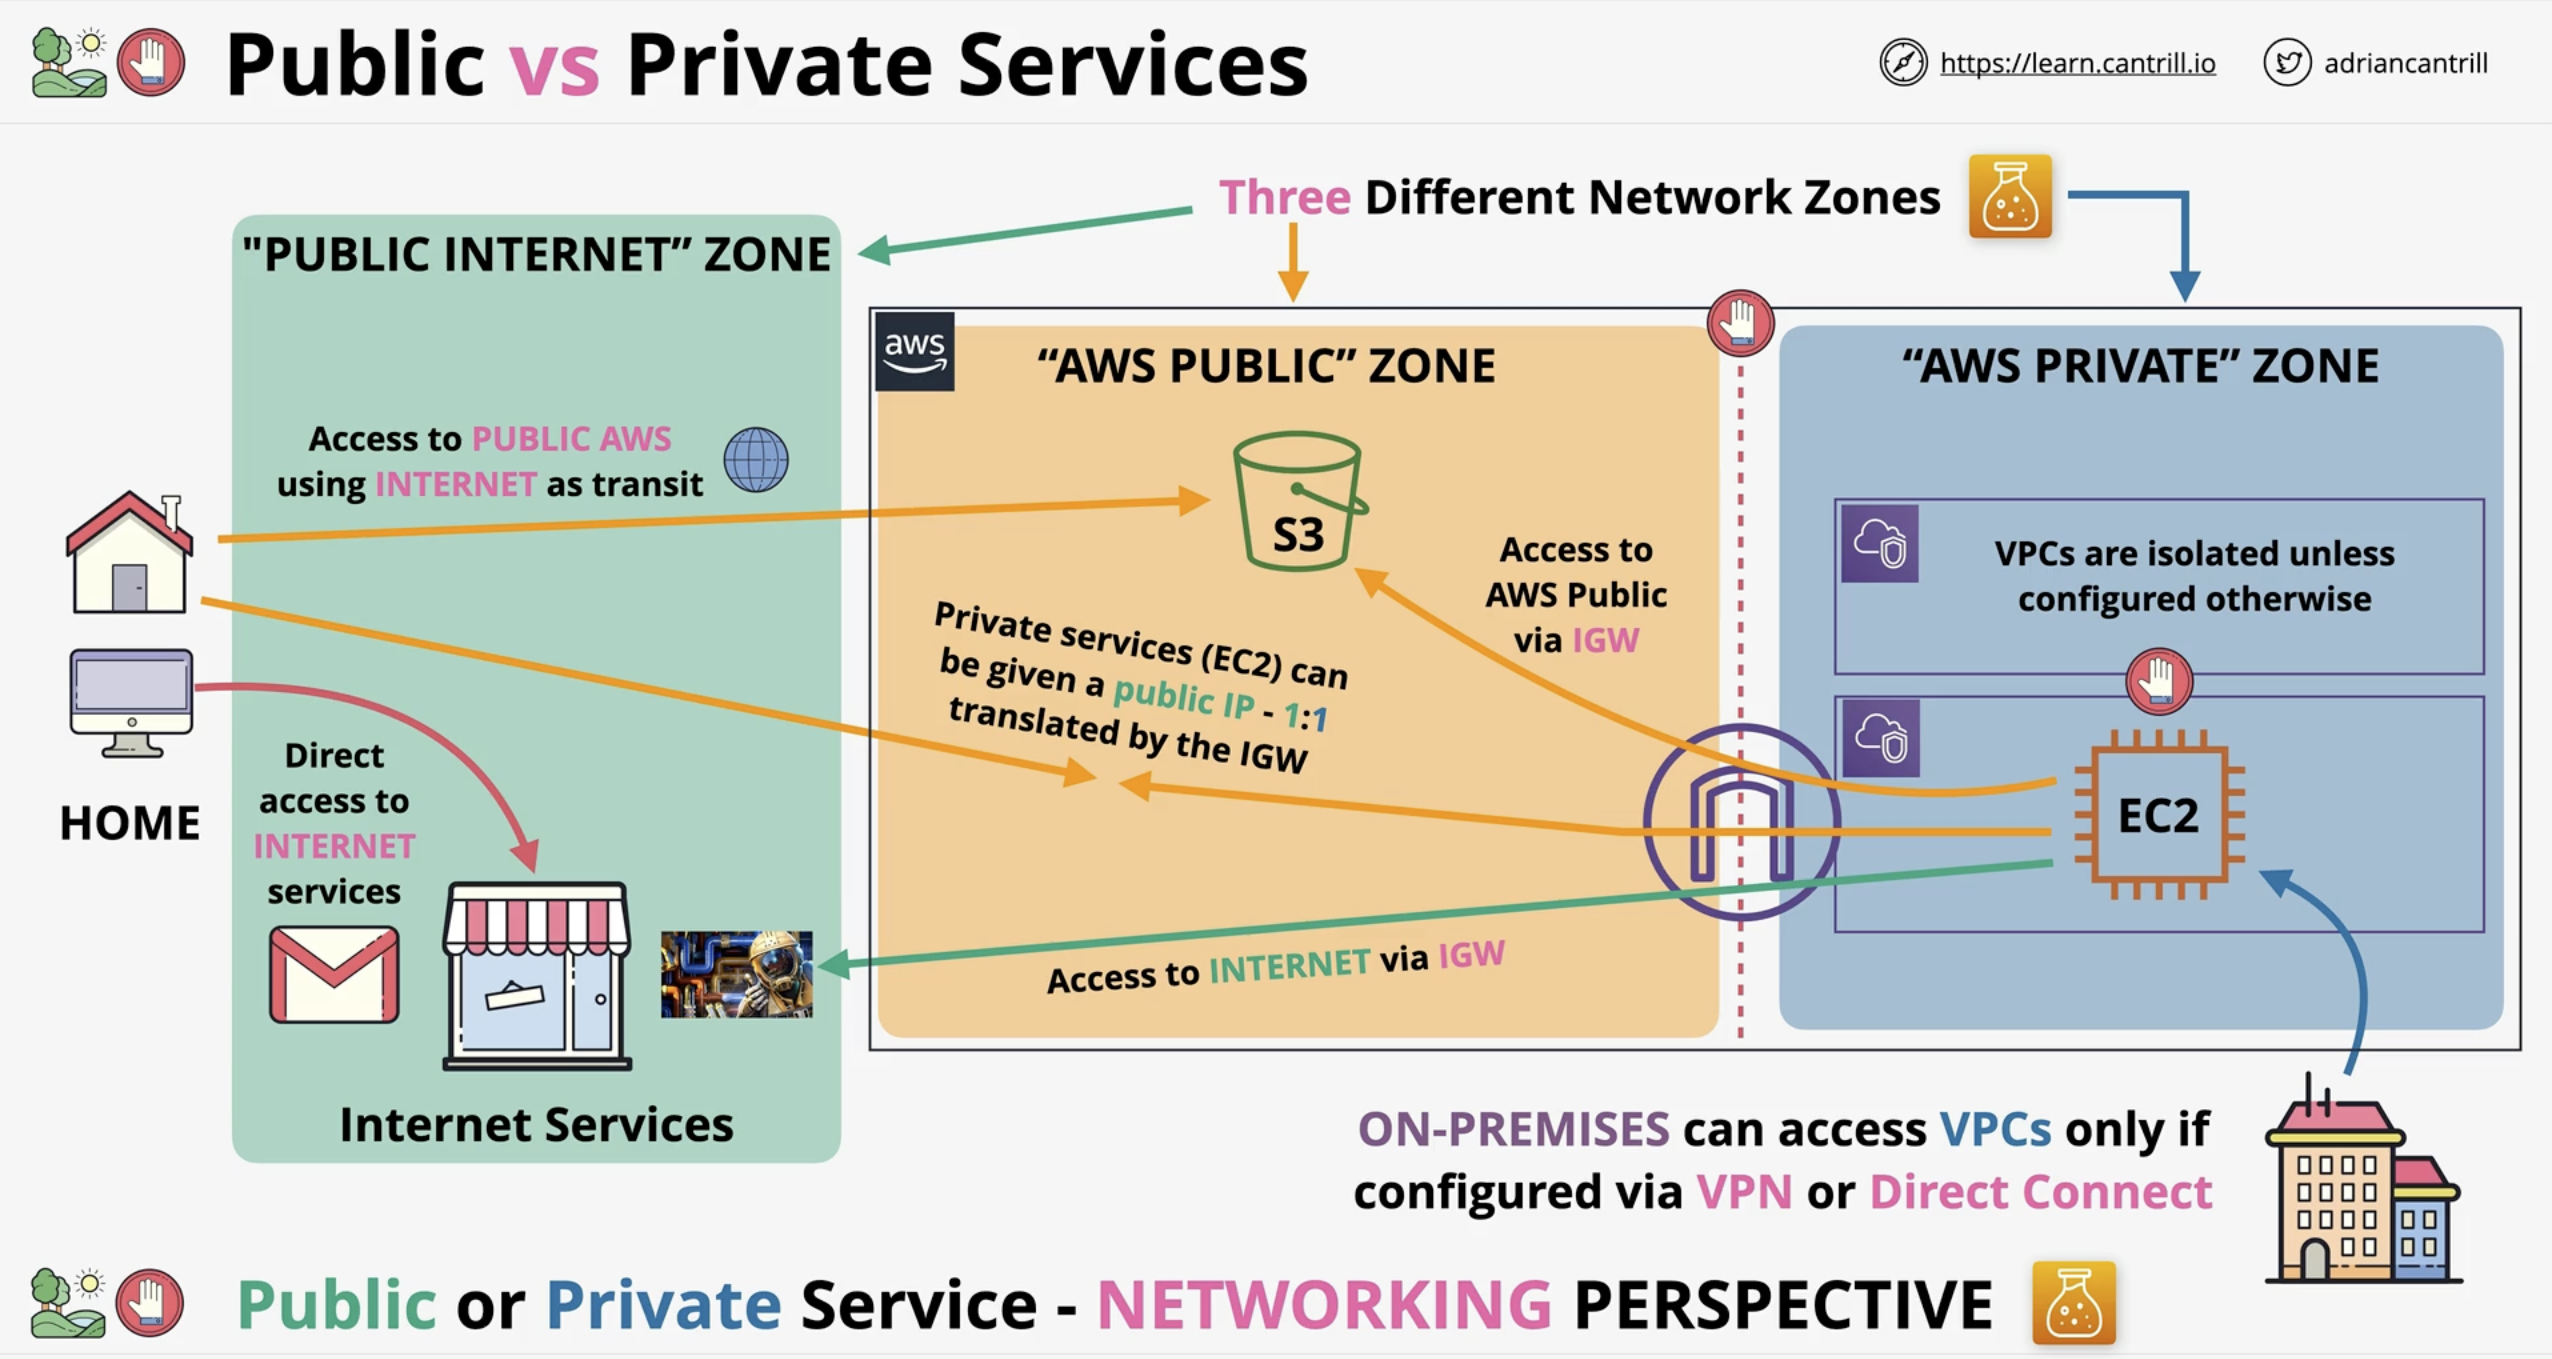 Public vs Private Services
https://learn.cantrill.io
adriancantrill
Three Different Network Zones
"PUBLIC INTERNET” ZONE
aws
“AWS PUBLIC” ZONE
“AWS PRIVATE” ZONE
Access to PUBLIC AWS
using INTERNET as transit
S3
Access to
AWS Public
via IGW
VPCs are isolated unless
configured otherwise
Private services (EC2) can
be given a public IP - 1:1
translated by the IGW
HOME
Direct
access to
INTERNET
services
EC2
Access to INTERNET via IGW
Internet Services
ON-PREMISES can access VPCs only if
configured via VPN or Direct Connect
Public or Private Service - NETWORKING PERSPECTIVE